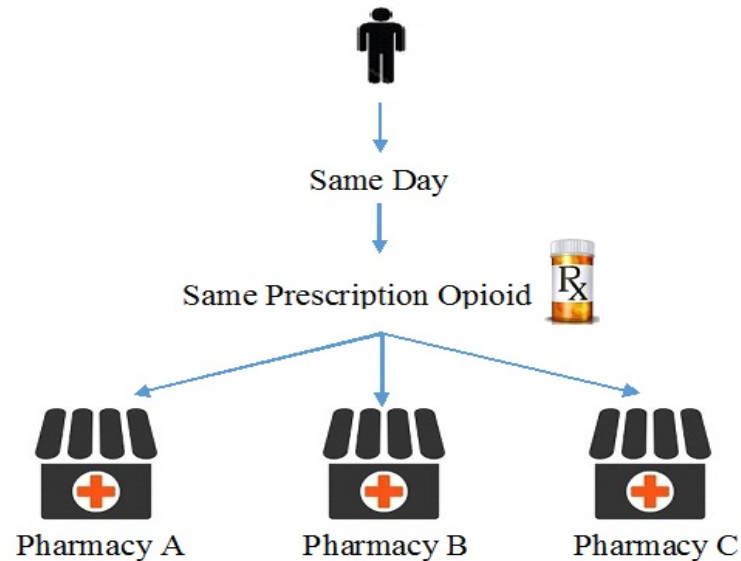 Same Day
Same Prescription Opioid
Rx
Pharmacy A
Pharmacy B
Pharmacy C